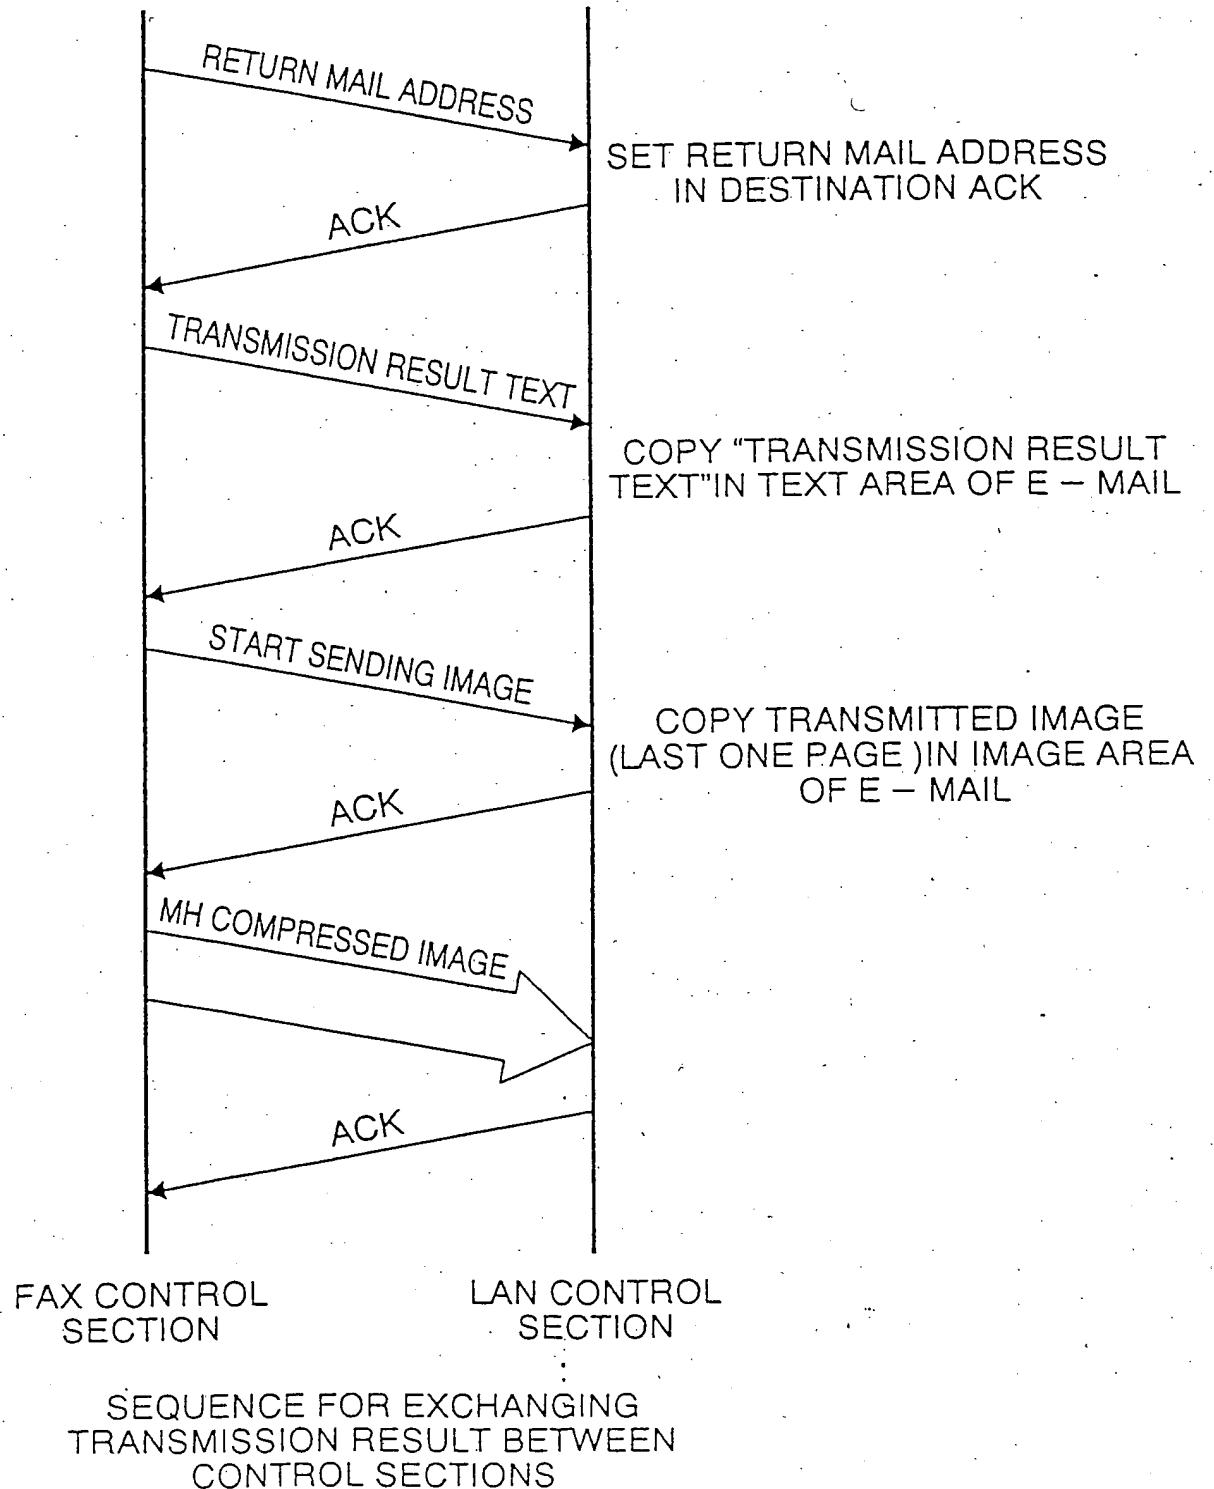 RETURN MAIL ADDRESS
SET RETURN MAIL ADDRESS
IN DESTINATION ACK
ACK
TRANSMISSION RESULT TEXT
COPY "TRANSMISSION RESULT
TEXT"IN TEXT AREA OF E – MAIL
ACK
START SENDING IMAGE
COPY TRANSMITTED IMAGE
(LAST ONE PAGE )IN IMAGE AREA
OF E – MAIL
ACK
MH COMPRESSED IMAGE
ACK
FAX CONTROL
SECTION
LAN CONTROL
SECTION
SEQUENCE FOR EXCHANGING
TRANSMISSION RESULT BETWEEN
CONTROL SECTIONS